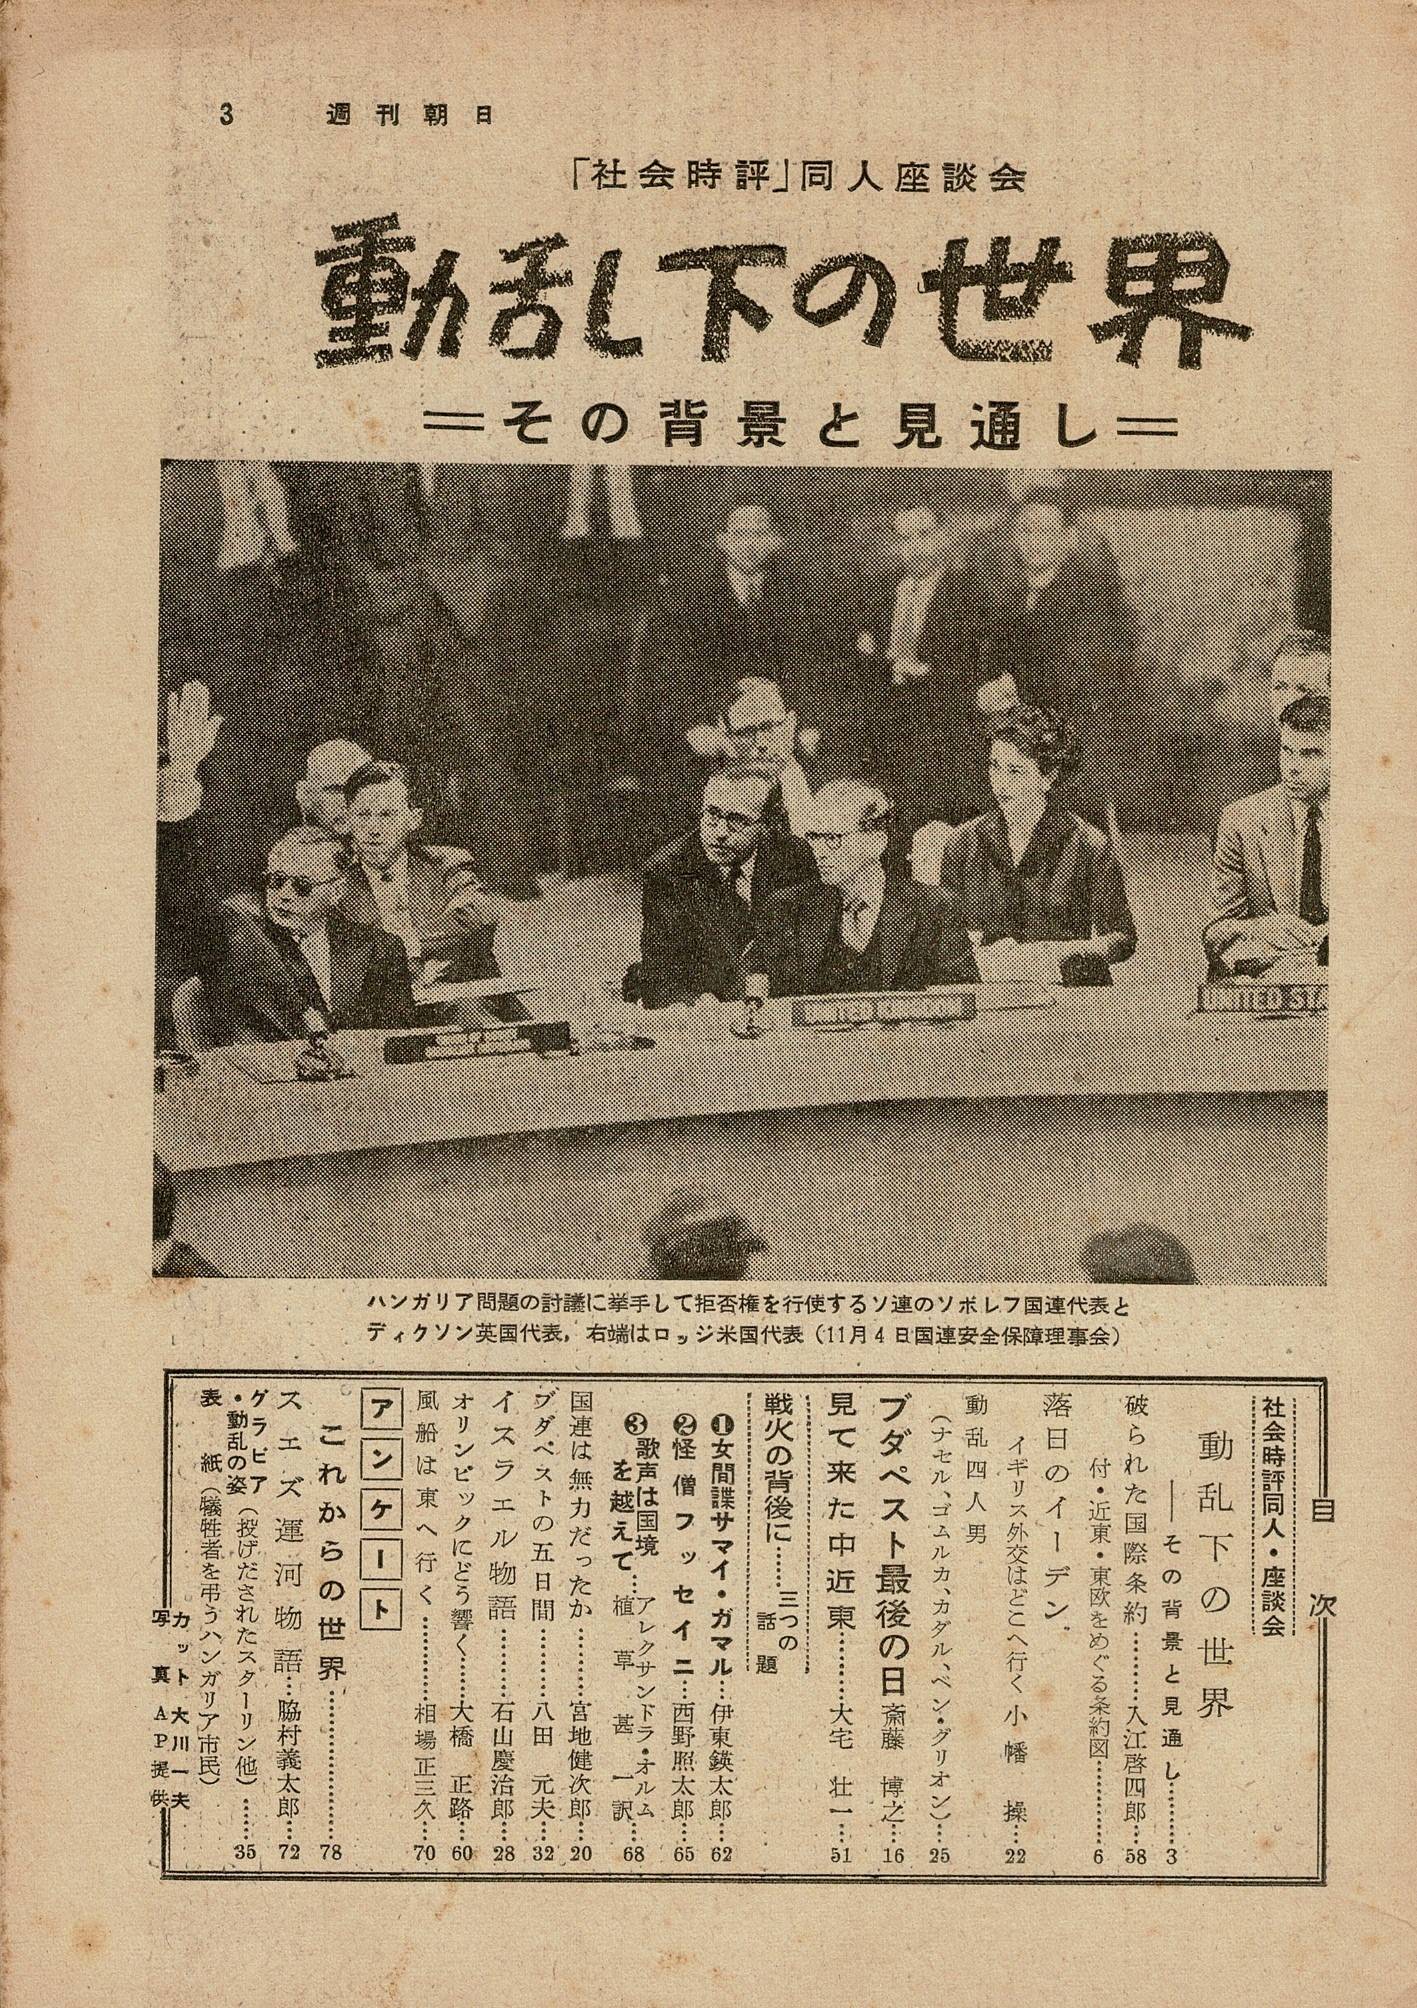 3
週刊朝日
「社会時評」同人座談会
動乱下の世界
＝その背景と見通し＝
UNITED KINGDOM
UNITED STA
ハンガリア問題の討議に挙手して拒否権を行使するソ連のソボレフ国連代表と
ディクソン英国代表，右端はロッジ米国代表（11月4日国連安全保障理事会）
目次
社会時評同人・座談会
動乱下の世界
――その背景と見通し………3
破られた国際条約………入江啓四郎…58
付・近東・東欧をめぐる条約図………6
落日のイーデン
イギリス外交はどこへ行く 小幡 操…22
動乱四人男
（ナセル、ゴムルカ、カダル、ベン・グリオン）…25
ブダペスト最後の日 斎藤 博之…16
見て来た中近東………大宅 壮一…51
戦火の背後に……三つの話題
❶女間諜サマイ・ガマル…伊東鍈太郎…62
❷怪僧フッセイニ…西野照太郎…65
❸歌声は国境を越えて…アレクサンドラ・オルム
植草 甚一訳…68
国連は無力だったか………宮地健次郎…20
ブダペストの五日間………八田 元夫…32
イスラエル物語………石山慶治郎…28
オリンピックにどう響く……大橋 正路…60
風船は東へ行く………相場正三久…70
アンケート
これからの世界………78
スエズ運河物語…脇村義太郎…72
グラビア
・動乱の姿（投げだされたスターリン他）……35
表 紙（犠牲者を弔うハンガリア市民）
カット 大川一夫
写真 AP提供